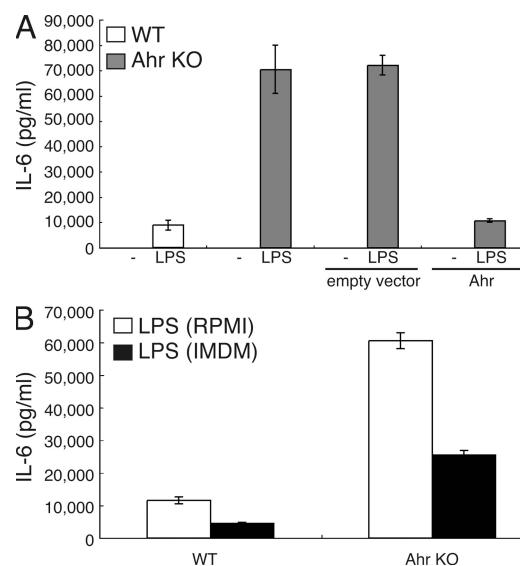 A
WT
Ahr KO
IL-6 (pg/ml)
90,000
80,000
70,000
60,000
50,000
40,000
30,000
20,000
10,000
0
- LPS - LPS - LPS - LPS
empty vector Ahr
B
LPS (RPMI)
LPS (IMDM)
IL-6 (pg/ml)
70,000
60,000
50,000
40,000
30,000
20,000
10,000
0
WT Ahr KO